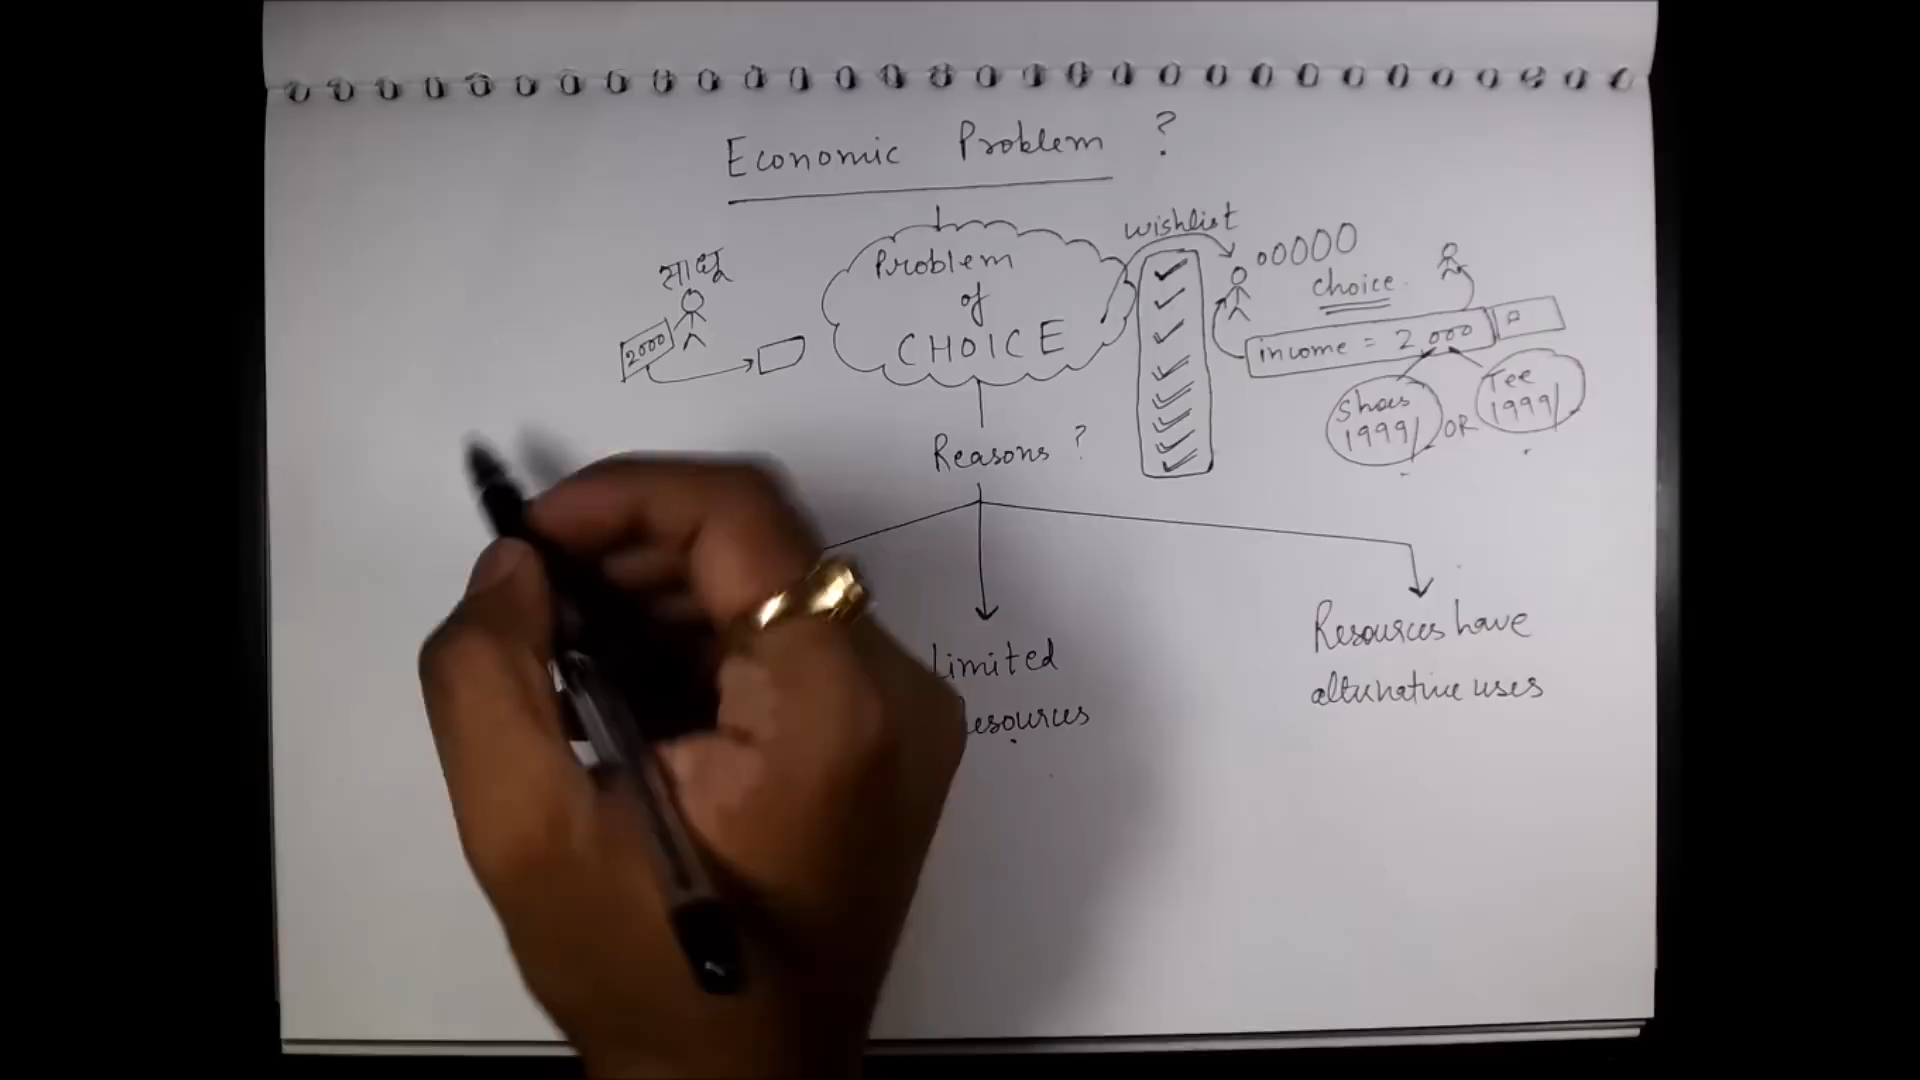 Economic Problem ?
Problem
of
CHOICE
साधू
2000
wishlist
choice
income = 2000
Shoes
1999/
OR
Tee
1999/
Reasons ?
Limited
esources
Resources have
alternative uses